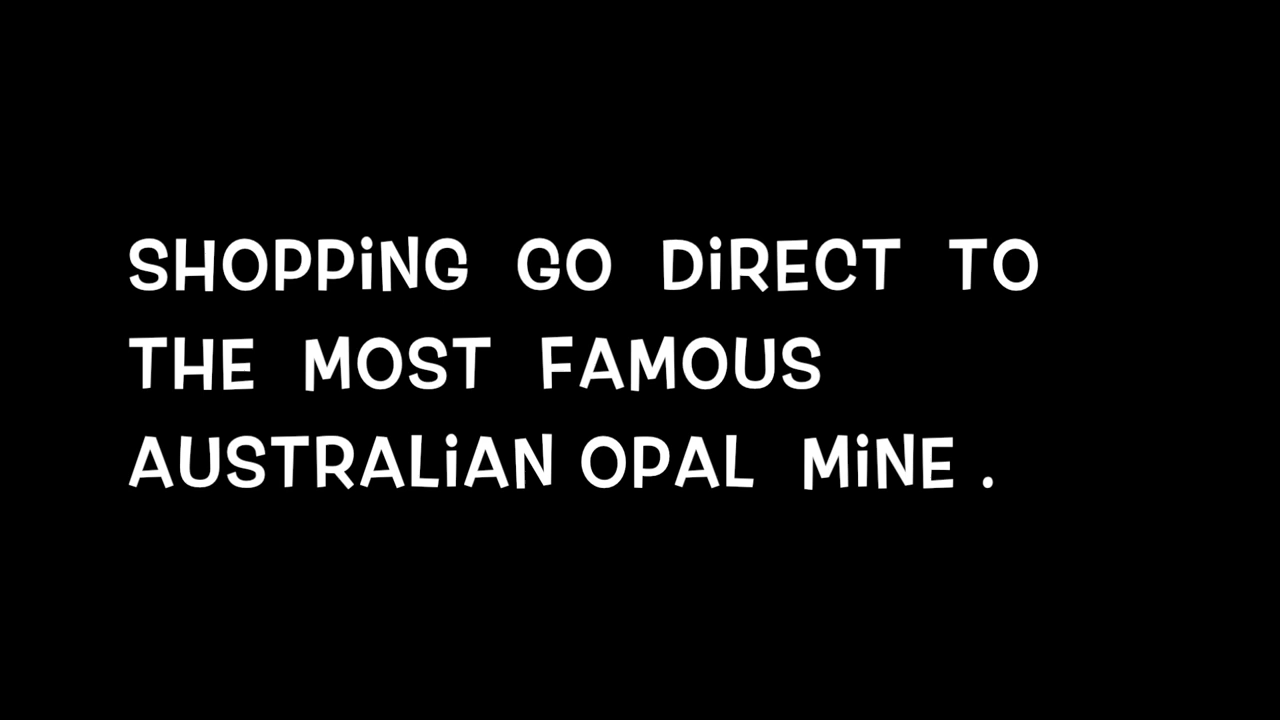 SHOPPiNG GO DiRECT TO
THE MOST FAMOUS
AUSTRALiAN OPAL MiNE .